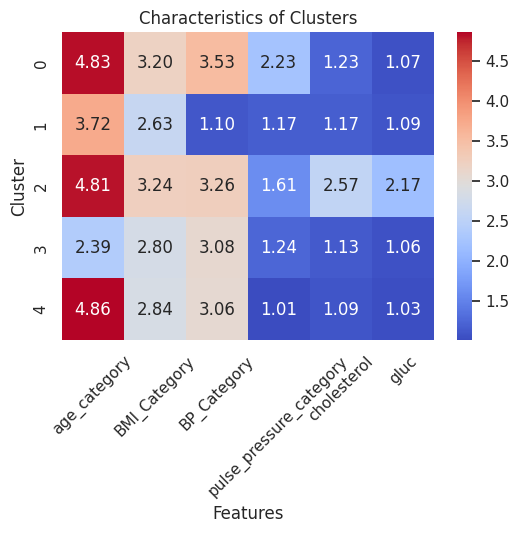 Characteristics of Clusters
Cluster
0 4.83 3.20 3.53 2.23 1.23 1.07
1 3.72 2.63 1.10 1.17 1.17 1.09
2 4.81 3.24 3.26 1.61 2.57 2.17
3 2.39 2.80 3.08 1.24 1.13 1.06
4 4.86 2.84 3.06 1.01 1.09 1.03
age_category BMI_Category BP_Category pulse_pressure_category cholesterol gluc
Features
4.5
4.0
3.5
3.0
2.5
2.0
1.5